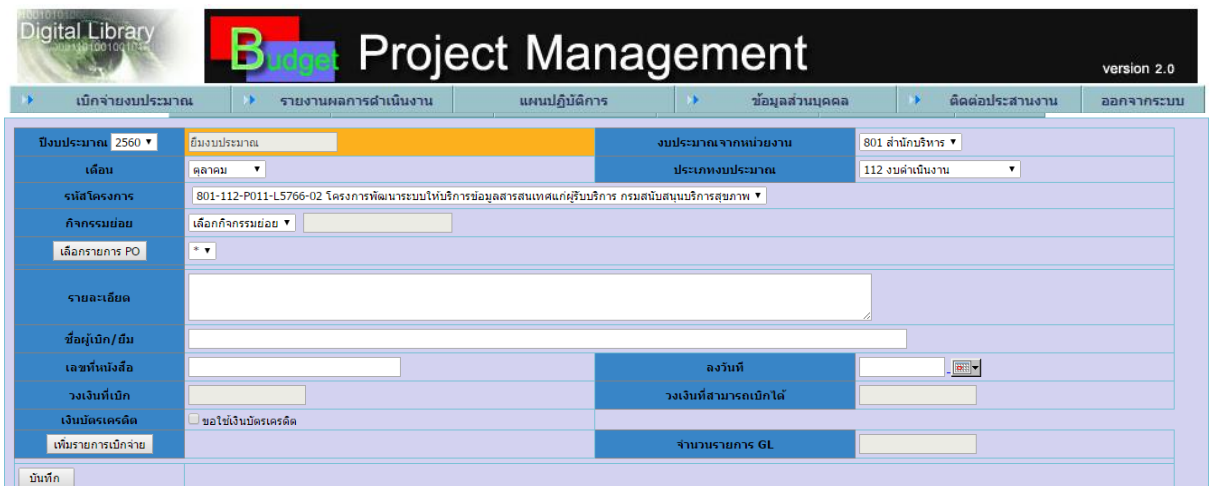 Digital Library
Budget Project Management
version 2.0
เบิกจ่ายงบประมาณ รายงานผลการดำเนินงาน แผนปฏิบัติการ ข้อมูลส่วนบุคคล ติดต่อประสานงาน ออกจากระบบ
ปีงบประมาณ 2560 ยืมงบประมาณ งบประมาณจากหน่วยงาน 801 สำนักบริหาร
เดือน ตุลาคม ประเภทงบประมาณ 112 งบดำเนินงาน
รหัสโครงการ 801-112-P011-L5766-02 โครงการพัฒนาระบบให้บริการข้อมูลสารสนเทศแก่ผู้รับบริการ กรมสนับสนุนบริการสุขภาพ
กิจกรรมย่อย เลือกกิจกรรมย่อย
เลือกรายการ PO *
รายละเอียด
ชื่อผู้เบิก/ยืม
เลขที่หนังสือ ลงวันที่
วงเงินที่เบิก วงเงินที่สามารถเบิกได้
เงินบัตรเครดิต ขอใช้เงินบัตรเครดิต
เพิ่มรายการเบิกจ่าย จำนวนรายการ GL
บันทึก